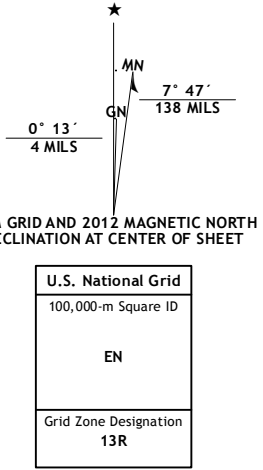 ★
MN
GN
7° 47´
138 MILS
0° 13´
4 MILS
GRID AND 2012 MAGNETIC NORTH
DECLINATION AT CENTER OF SHEET
U.S. National Grid
100,000-m Square ID
EN
Grid Zone Designation
13R